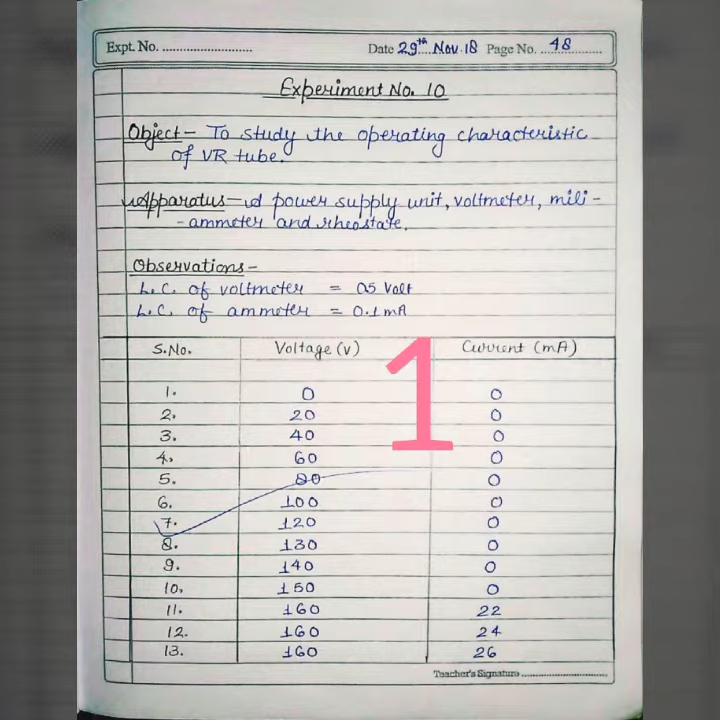 Expt. No. ............................
Date 29th Nov. 18 Page No. 48
Experiment No. 10
Object - To study the operating characteristic
of VR tube.
Apparatus - A power supply unit, voltmeter, mili -
- ammeter and rheostate.
Observations -
L.C. of voltmeter = 05 Volt
L.C. of ammeter = 0.1 mA
S.No. Voltage (v) Current (mA)
1
1. 0 0
2. 20 0
3. 40 0
4. 60 0
5. 80 0
6. 100 0
7. 120 0
8. 130 0
9. 140 0
10. 150 0
11. 160 22
12. 160 24
13. 160 26
Teacher's Signature ..............................